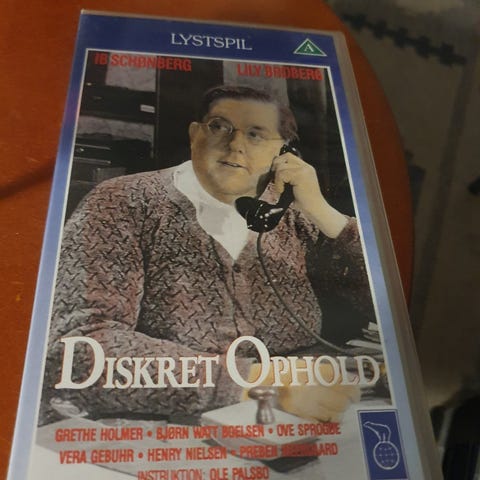 LYSTSPIL
A
IB SCHØNBERG LILY BROBERG
DISKRET OPHOLD
GRETHE HOLMER • BJØRN WATT BOELSEN • OVE SPROGØE
VERA GEBUHR • HENRY NIELSEN • PREBEN NEERGAARD
INSTRUKTION: OLE PALSBO